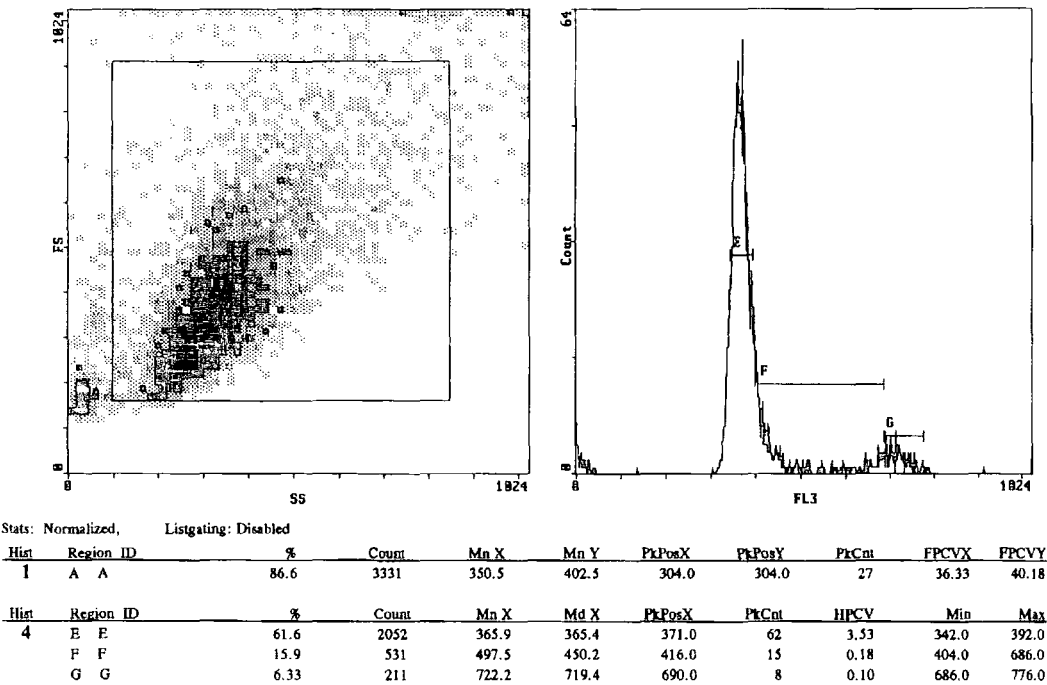 1024
FS
0
0
SS
1024
64
Count
E
F
G
0
0
FL3
1024
Stats: Normalized, Listgating: Disabled
Hist Region ID % Count Mn X Mn Y PkPosX PkPosY PkCnt FPCVX FPCVY
1 A A 86.6 3331 350.5 402.5 304.0 304.0 27 36.33 40.18
Hist Region ID % Count Mn X Md X PkPosX PkCnt HPCV Min Max
4 E E 61.6 2052 365.9 365.4 371.0 62 3.53 342.0 392.0
F F 15.9 531 497.5 450.2 416.0 15 0.18 404.0 686.0
G G 6.33 211 722.2 719.4 690.0 8 0.10 686.0 776.0